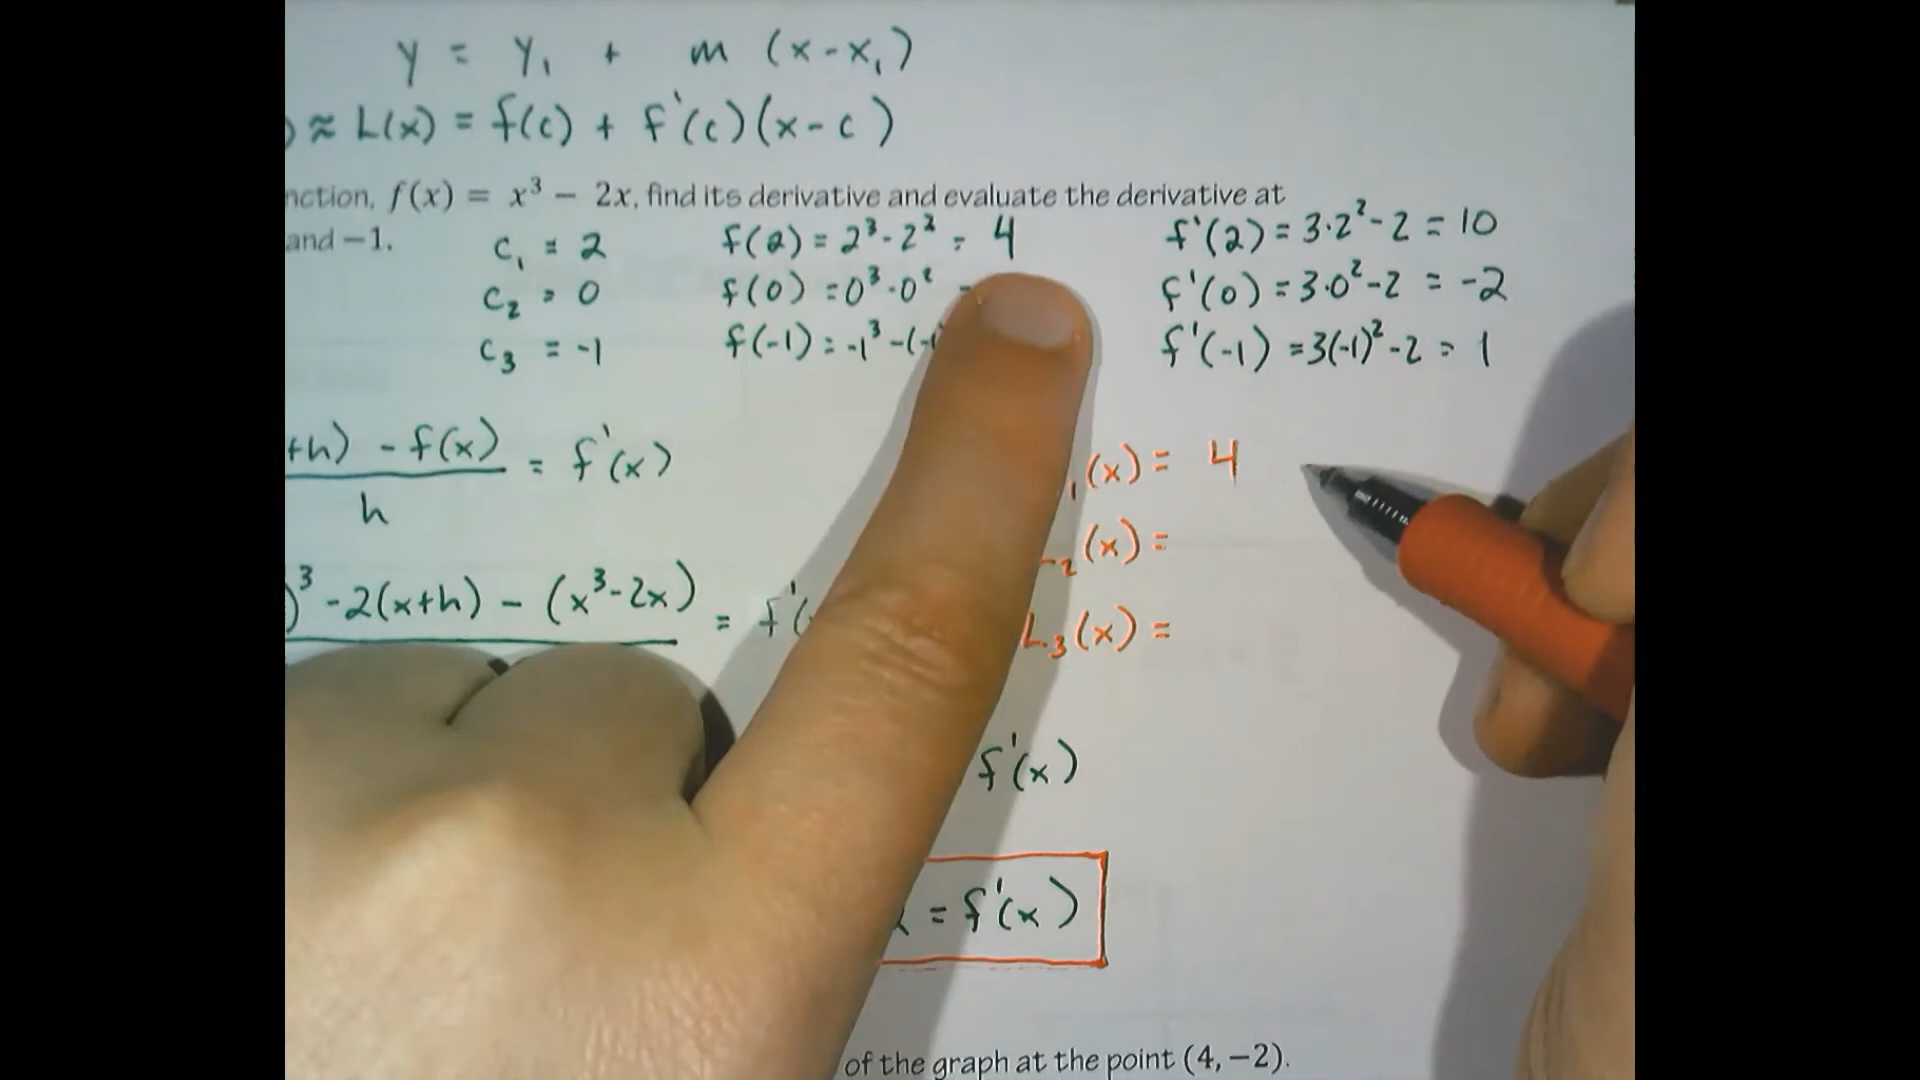 y = y₁ + m (x-x₁)
) ≈ L(x) = f(c) + f'(c)(x-c)
nction, f(x) = x³ − 2x, find its derivative and evaluate the derivative at
and −1.
c₁ = 2 f(2) = 2³-2² = 4 f'(2) = 3·2²-2 = 10
c₂ = 0 f(0) = 0³-0² = f'(0) = 3·0²-2 = -2
c₃ = -1 f(-1) = -1³-(-1 f'(-1) = 3(-1)²-2 = 1
+h) - f(x) = f'(x)
h
₁(x) = 4
₂(x) =
)³-2(x+h) - (x³-2x) = f'(
L₃(x) =
f'(x)
= f'(x)
of the graph at the point (4, −2).